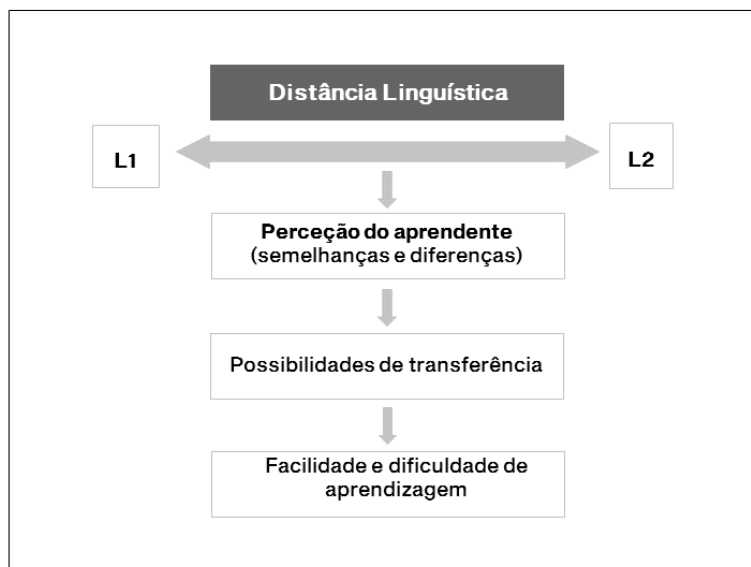 Distância Linguística
L1
L2
Perceção do aprendente
(semelhanças e diferenças)
Possibilidades de transferência
Facilidade e dificuldade de
aprendizagem